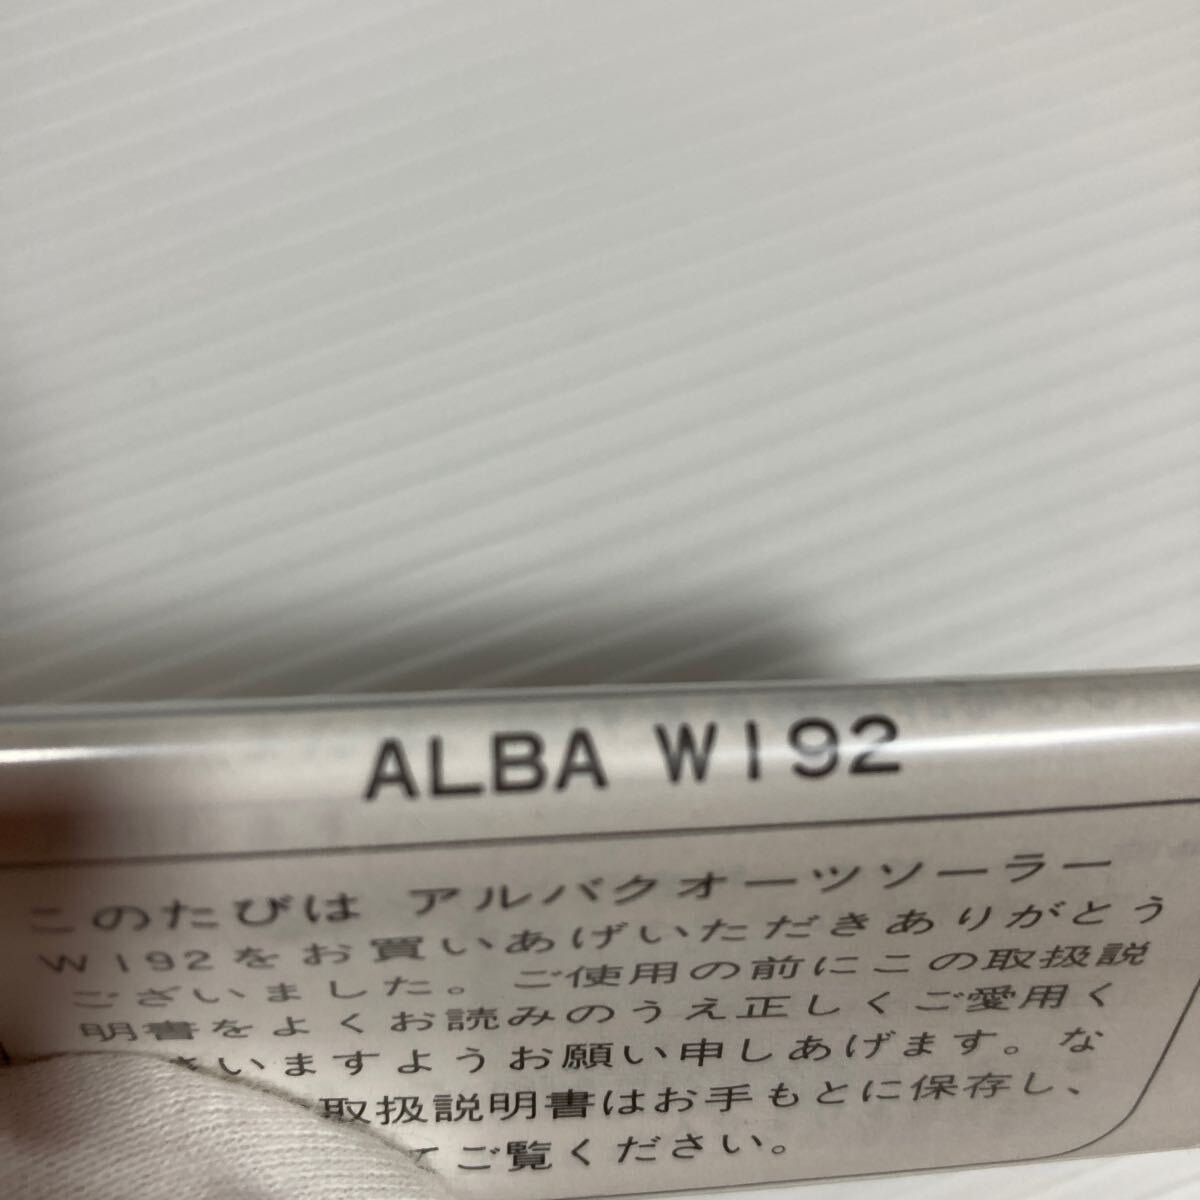 ALBA W192
このたびは アルバクオーツソーラー
W192をお買いあげいただきありがとう
ございました。ご使用の前にこの取扱説
明書をよくお読みのうえ正しくご愛用く
さいますようお願い申しあげます。な
取扱説明書はお手もとに保存し、
てご覧ください。